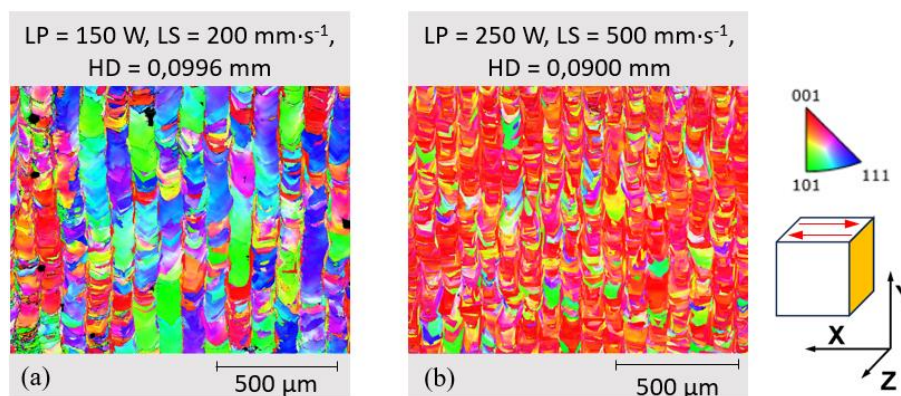 LP = 150 W, LS = 200 mm·s⁻¹,
HD = 0,0996 mm
(a)
500 µm
LP = 250 W, LS = 500 mm·s⁻¹,
HD = 0,0900 mm
(b)
500 µm
001
101
111
X
Y
Z